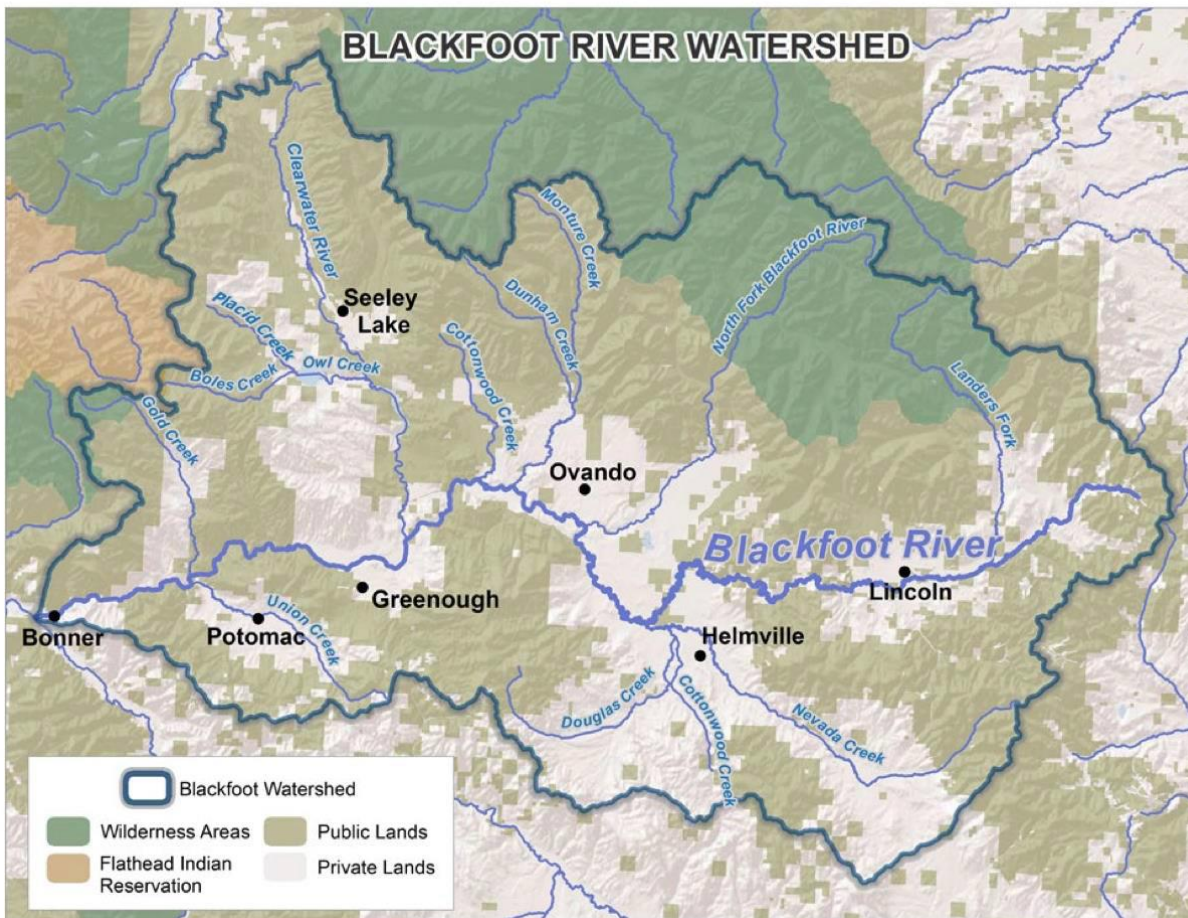 BLACKFOOT RIVER WATERSHED
Clearwater River
Monture Creek
North Fork Blackfoot River
Dunham Creek
Seeley
Lake
Placid Creek
Cottonwood Creek
Owl Creek
Boles Creek
Landers Fork
Gold Creek
Ovando
Blackfoot River
Lincoln
Greenough
Union Creek
Bonner
Potomac
Helmville
Douglas Creek
Cottonwood Creek
Nevada Creek
Blackfoot Watershed
Wilderness Areas
Public Lands
Flathead Indian
Reservation
Private Lands